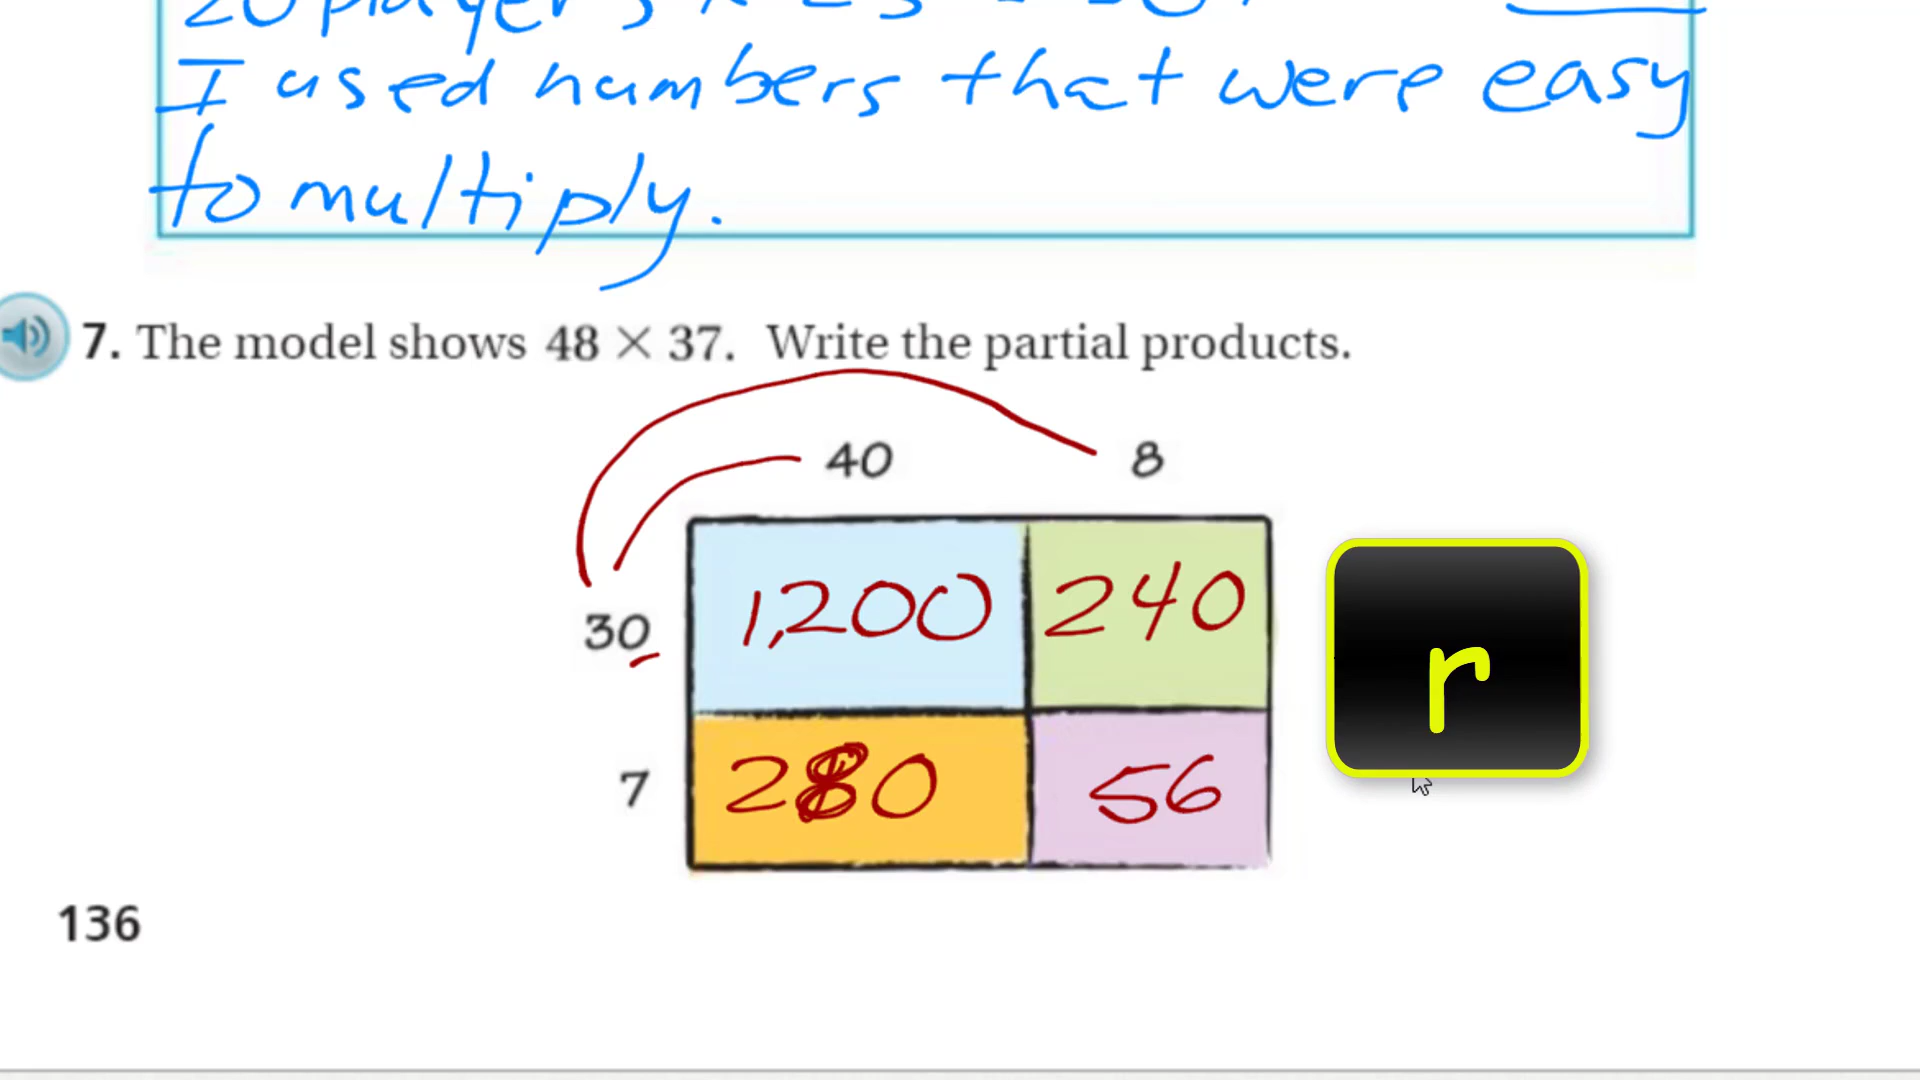 I used numbers that were easy
to multiply.
7. The model shows 48 × 37. Write the partial products.
40 8
30 1,200 240
r
7 280 56
136